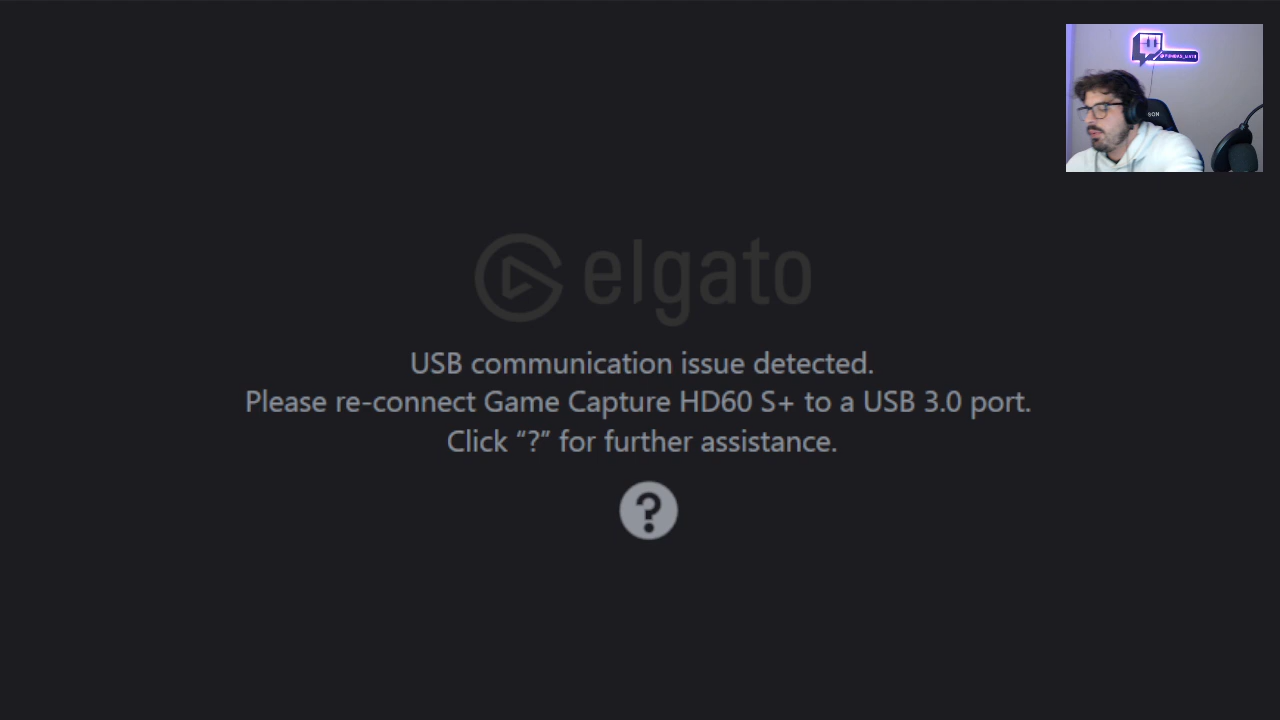 elgato
USB communication issue detected.
Please re-connect Game Capture HD60 S+ to a USB 3.0 port.
Click “?” for further assistance.
?